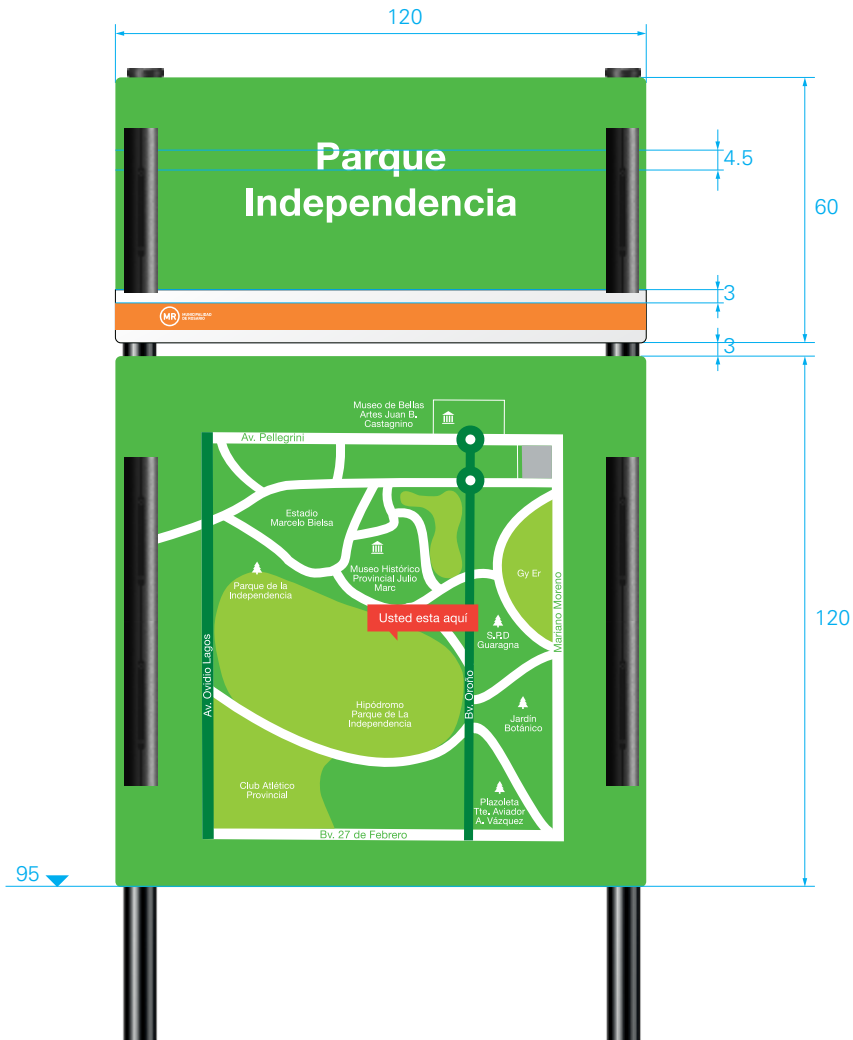 120
Parque
Independencia
4.5
60
3
MR MUNICIPALIDAD
DE ROSARIO
3
Museo de Bellas
Artes Juan B.
Castagnino
Av. Pellegrini
Estadio
Marcelo Bielsa
Museo Histórico
Provincial Julio
Marc
Gy Er
Parque de la
Independencia
Usted esta aquí
S.P.D
Guaragna
Mariano Moreno
120
Av. Ovidio Lagos
Bv. Oroño
Hipódromo
Parque de La
Independencia
Jardín
Botánico
Club Atlético
Provincial
Plazoleta
Tte. Aviador
A. Vázquez
Bv. 27 de Febrero
95